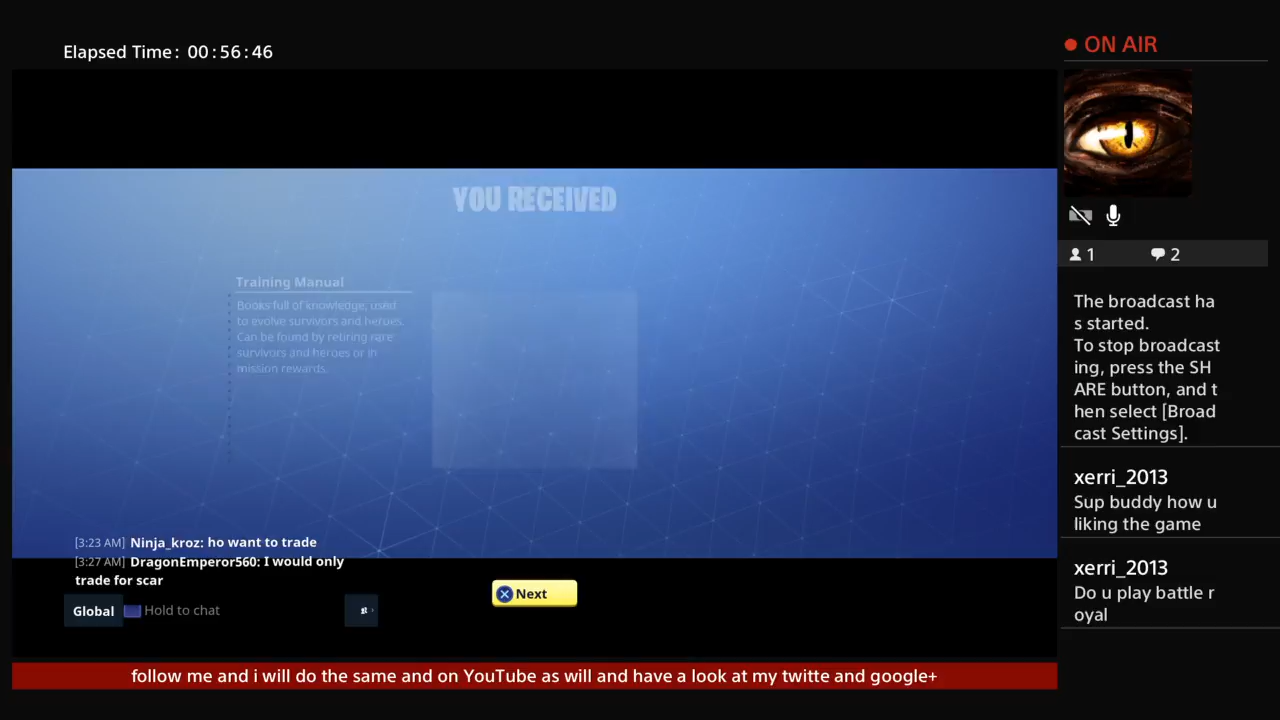 Elapsed Time: 00:56:46
ON AIR
YOU RECEIVED
Training Manual
Books full of knowledge, used
to evolve survivors and heroes.
Can be found by retiring rare
survivors and heroes or in
mission rewards.
[3:23 AM] Ninja_kroz: ho want to trade
[3:27 AM] DragonEmperor560: I would only
trade for scar
Global
Hold to chat
Next
1
2
The broadcast ha
s started.
To stop broadcast
ing, press the SH
ARE button, and t
hen select [Broad
cast Settings].
xerri_2013
Sup buddy how u
liking the game
xerri_2013
Do u play battle r
oyal
follow me and i will do the same and on YouTube as will and have a look at my twitte and google+